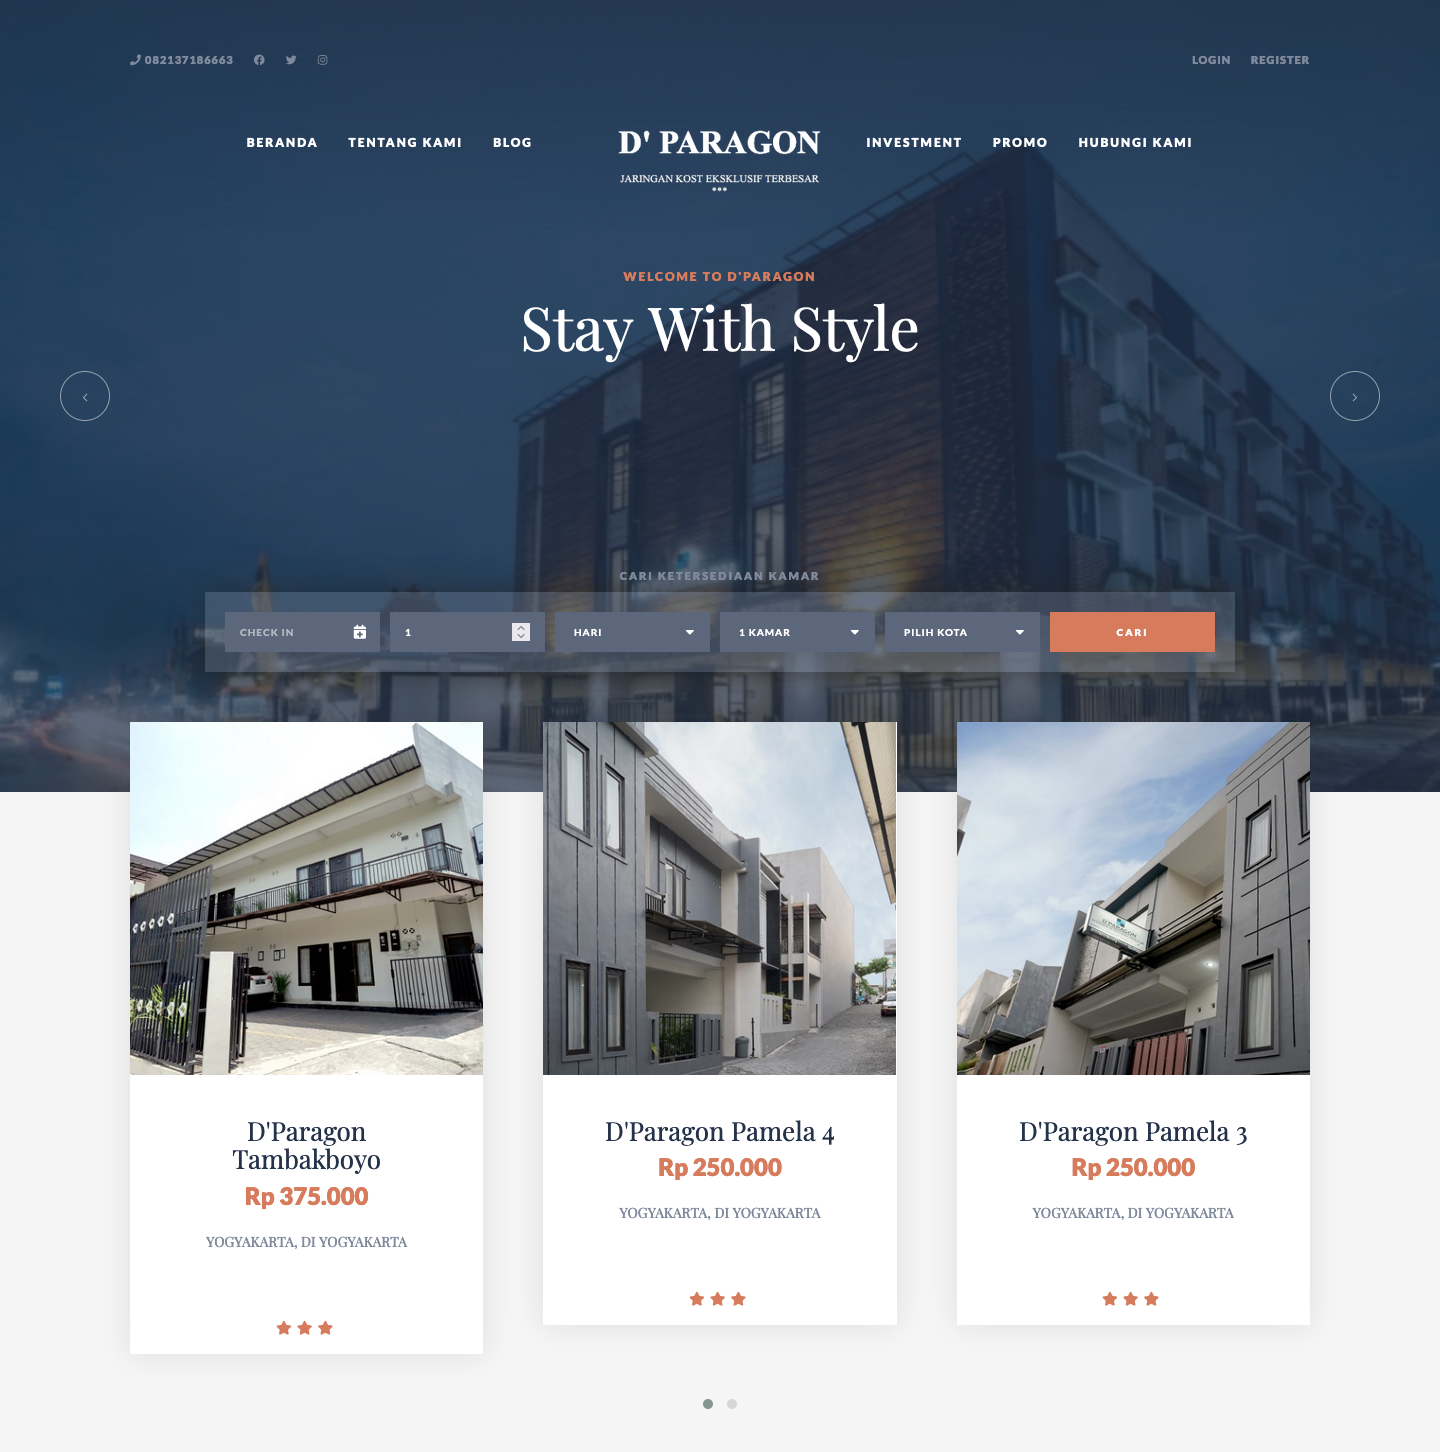 082137186663
LOGIN REGISTER
BERANDA TENTANG KAMI BLOG
D' PARAGON
JARINGAN KOST EKSKLUSIF TERBESAR
INVESTMENT PROMO HUBUNGI KAMI
WELCOME TO D'PARAGON
Stay With Style
CARI KETERSEDIAAN KAMAR
CHECK IN 1 HARI 1 KAMAR PILIH KOTA CARI
D'PARAGON
D'Paragon
Tambakboyo
Rp 375.000
YOGYAKARTA, DI YOGYAKARTA
D'Paragon Pamela 4
Rp 250.000
YOGYAKARTA, DI YOGYAKARTA
D'Paragon Pamela 3
Rp 250.000
YOGYAKARTA, DI YOGYAKARTA